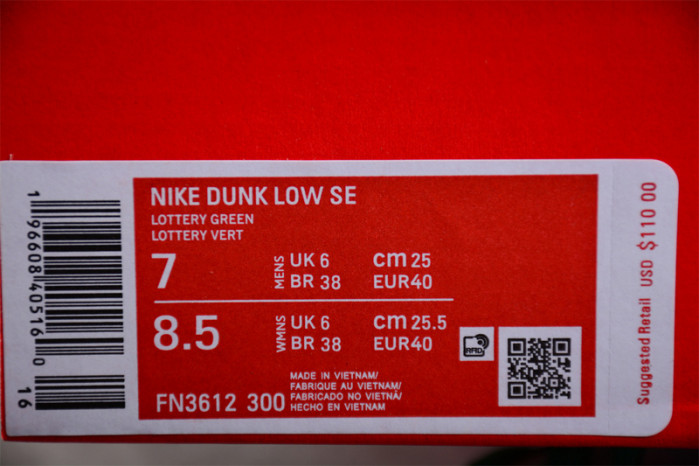 NIKE DUNK LOW SE
LOTTERY GREEN
LOTTERY VERT
7 MENS UK 6 cm 25
BR 38 EUR40
8.5 WMNS UK 6 cm 25.5
BR 38 EUR40
RFID
MADE IN VIETNAM/
FABRIQUE AU VIETNAM/
FABRICADO NO VIETNÁ/
HECHO EN VIETNAM
FN3612 300
1 96608 40516 0
16
Suggested Retail USD $110 00